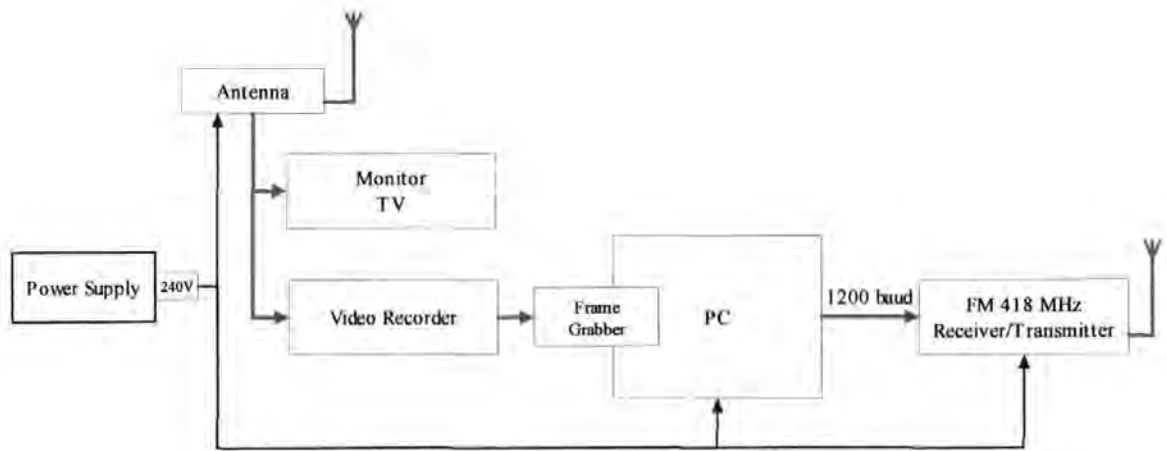 Antenna
Monitor
TV
Power Supply
240V
Video Recorder
Frame
Grabber
PC
1200 baud
FM 418 MHz
Receiver/Transmitter